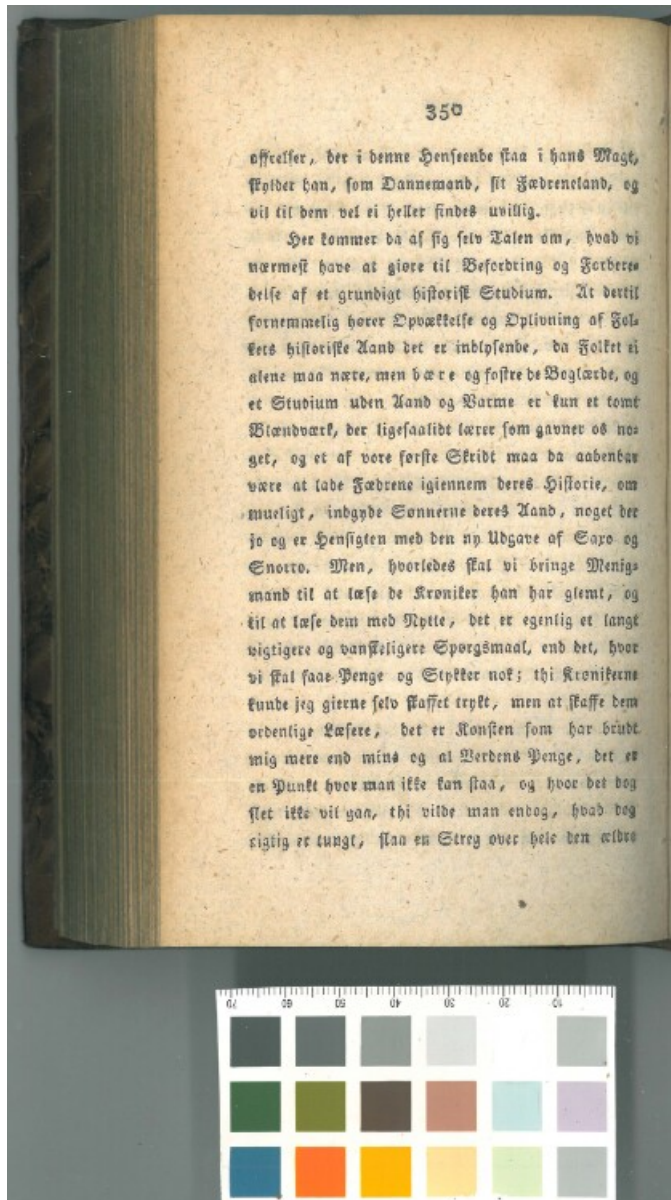 350
offrelser, der i denne Henseende staa i hans Magt,
skylder han, som Dannemand, sit Fædreneland, og
vil til dem vel ei heller findes uvillig.
Her kommer da af sig selv Talen om, hvad vi
nærmest have at giøre til Befordring og Forbere-
delse af et grundigt historisk Studium. At dertil
fornemmelig hører Opvækkelse og Oplivning af Fol-
kets historiske Aand det er indlysende, da Folket ei
alene maa nære, men bære og fostre de Boglærde, og
et Studium uden Aand og Varme er kun et tomt
Blændværk, der ligesaalidt lærer som gavner os no-
get, og et af vore første Skridt maa da aabenbar
være at lade Fædrene igiennem deres Historie, om
mueligt, indgyde Sønnerne deres Aand, noget der
jo og er Hensigten med den ny Udgave af Saxo og
Snorro. Men, hvorledes skal vi bringe Menig-
mand til at læse de Krøniker han har glemt, og
til at læse dem med Nytte, det er egenlig et langt
vigtigere og vanskeligere Spørgsmaal, end det, hvor
vi skal faae Penge og Stykker nok; thi Krønikerne
kunde jeg gierne selv skaffet trykt, men at skaffe dem
ordenlige Læsere, det er Konsten som har brudt
mig mere end mine og al Verdens Penge, det er
en Punkt hvor man ikke kan staa, og hvor det dog
slet ikke vil gaa, thi vilde man endog, hvad dog
rigtig er tungt, slaa en Streg over hele den ældre
70 60 50 40 30 20 10